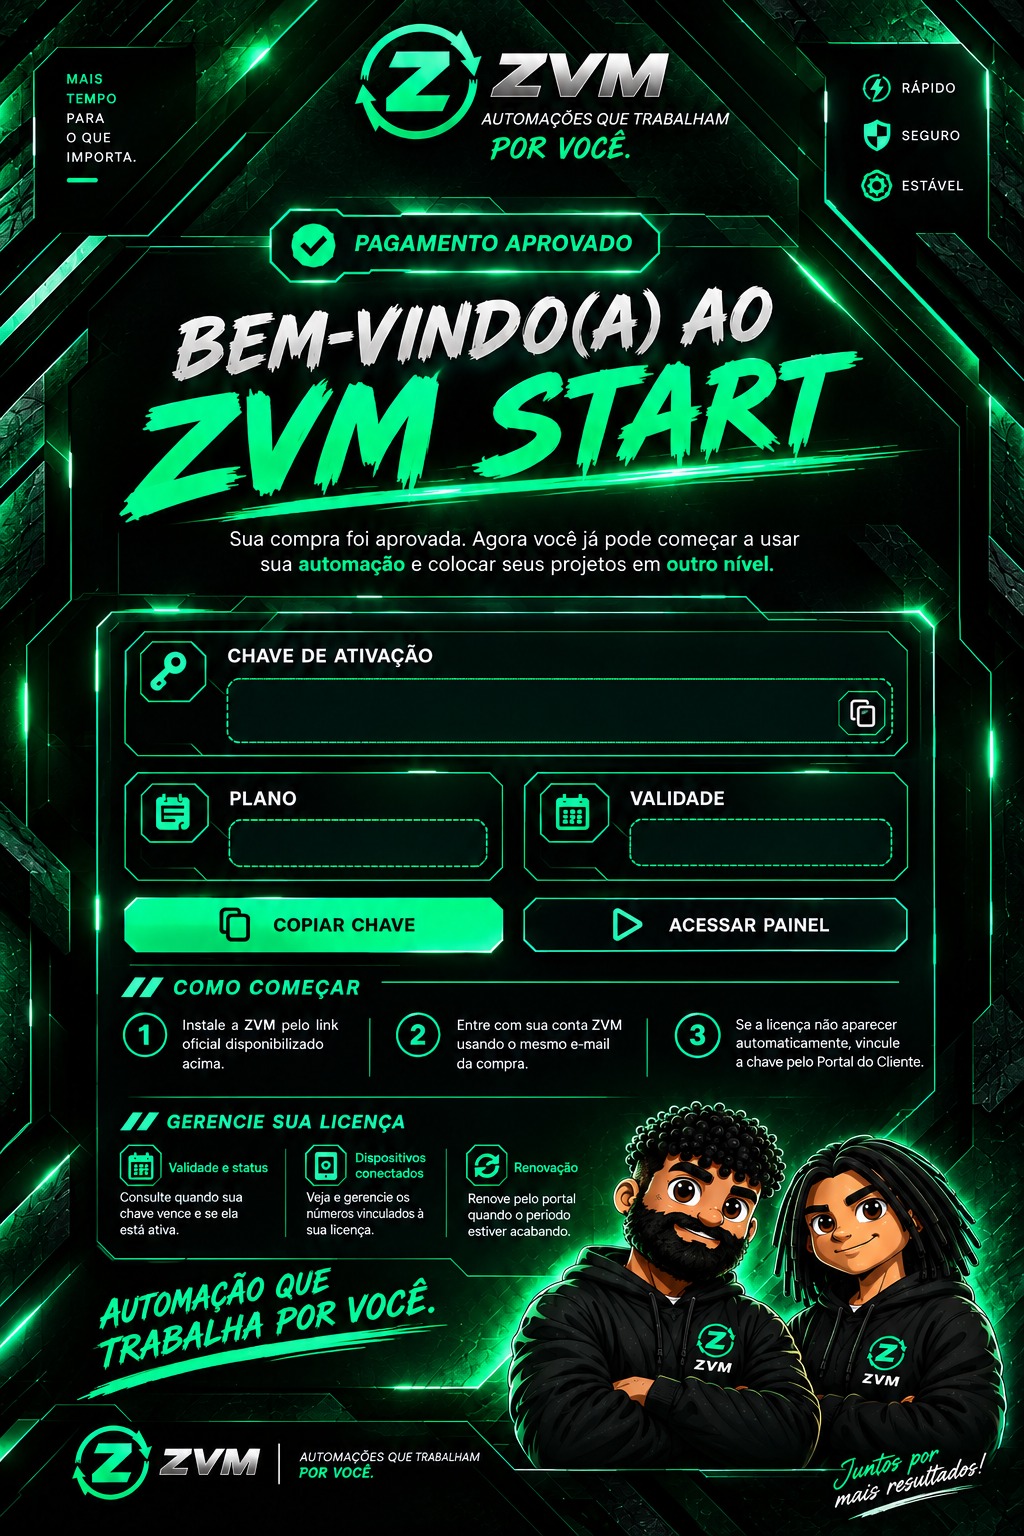 MAIS
TEMPO
PARA
O QUE
IMPORTA.
Z ZVM
AUTOMAÇÕES QUE TRABALHAM
POR VOCÊ.
RÁPIDO
SEGURO
ESTÁVEL
PAGAMENTO APROVADO
BEM-VINDO(A) AO
ZVM START
Sua compra foi aprovada. Agora você já pode começar a usar
sua automação e colocar seus projetos em outro nível.
CHAVE DE ATIVAÇÃO
PLANO
VALIDADE
COPIAR CHAVE
ACESSAR PAINEL
COMO COMEÇAR
1
Instale a ZVM pelo link
oficial disponibilizado
acima.
2
Entre com sua conta ZVM
usando o mesmo e-mail
da compra.
3
Se a licença não aparecer
automaticamente, vincule
a chave pelo Portal do Cliente.
GERENCIE SUA LICENÇA
Validade e status
Consulte quando sua
chave vence e se ela
está ativa.
Dispositivos
conectados
Veja e gerencie os
números vinculados à
sua licença.
Renovação
Renove pelo portal
quando o período
estiver acabando.
AUTOMAÇÃO QUE
TRABALHA POR VOCÊ.
Z
ZVM
Z
ZVM
Z ZVM
AUTOMAÇÕES QUE TRABALHAM
POR VOCÊ.
Juntos por
mais resultados!